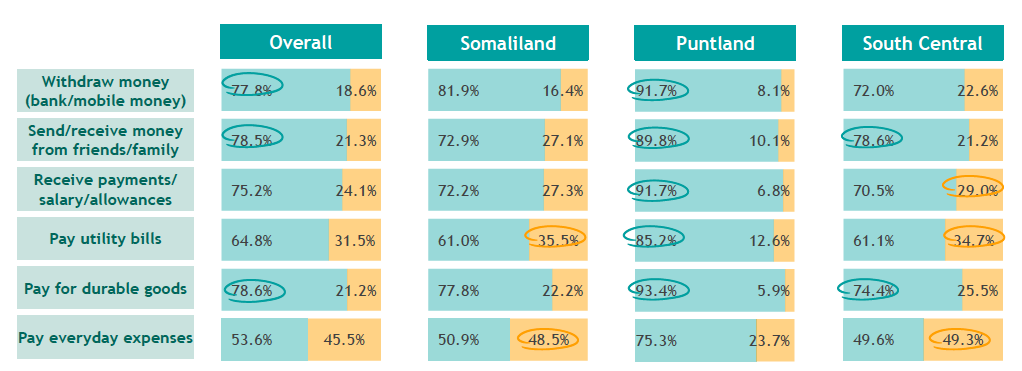 Overall Somaliland Puntland South Central
Withdraw money
(bank/mobile money)
77.8% 18.6% 81.9% 16.4% 91.7% 8.1% 72.0% 22.6%
Send/receive money
from friends/family
78.5% 21.3% 72.9% 27.1% 89.8% 10.1% 78.6% 21.2%
Receive payments/
salary/allowances
75.2% 24.1% 72.2% 27.3% 91.7% 6.8% 70.5% 29.0%
Pay utility bills 64.8% 31.5% 61.0% 35.5% 85.2% 12.6% 61.1% 34.7%
Pay for durable goods 78.6% 21.2% 77.8% 22.2% 93.4% 5.9% 74.4% 25.5%
Pay everyday expenses 53.6% 45.5% 50.9% 48.5% 75.3% 23.7% 49.6% 49.3%